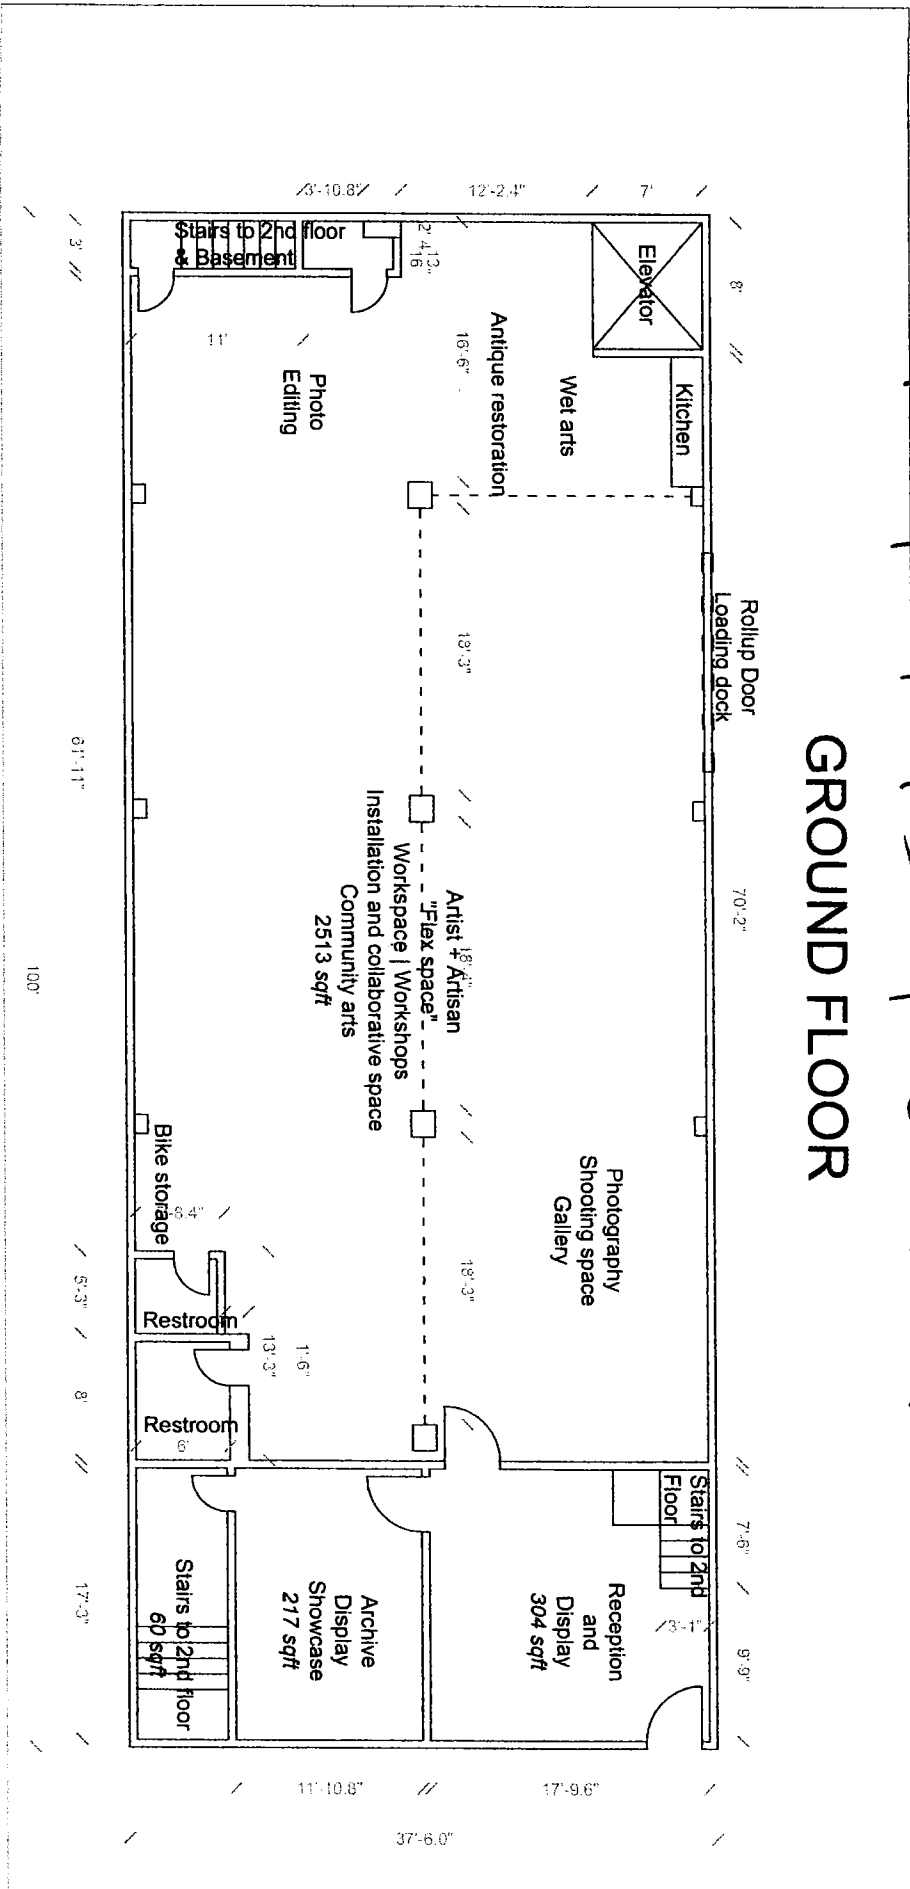 GROUND FLOOR
Rollup Door
Loading dock
8'
70'-2"
7'-6"
9'-9"
7'
12'-2.4"
3'-10.8"
Elevator
Kitchen
Wet arts
Antique restoration
16'-6"
Stairs to 2nd floor
& Basement
11'
Photo
Editing
18'-3"
Artist + Artisan
"Flex space"
Workspace | Workshops
Installation and collaborative space
Community arts
2513 sqft
Photography
Shooting space
Gallery
18'-3"
Bike storage
Restroom
1'-6"
13'-3"
Restroom
6'
Stairs to 2nd
Floor
3'-1"
Reception
and
Display
304 sqft
Archive
Display
Showcase
217 sqft
Stairs to 2nd floor
60 sqft
3'
61'-11"
5'-3"
8'
17'-3"
100'
11'-10.8"
17'-9.6"
37'-6.0"